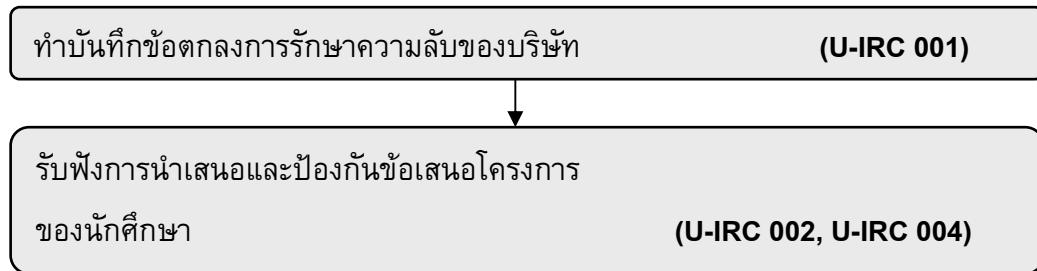 ทำบันทึกข้อตกลงการรักษาความลับของบริษัท (U-IRC 001)
รับฟังการนำเสนอและป้องกันข้อเสนอโครงการ
ของนักศึกษา (U-IRC 002, U-IRC 004)